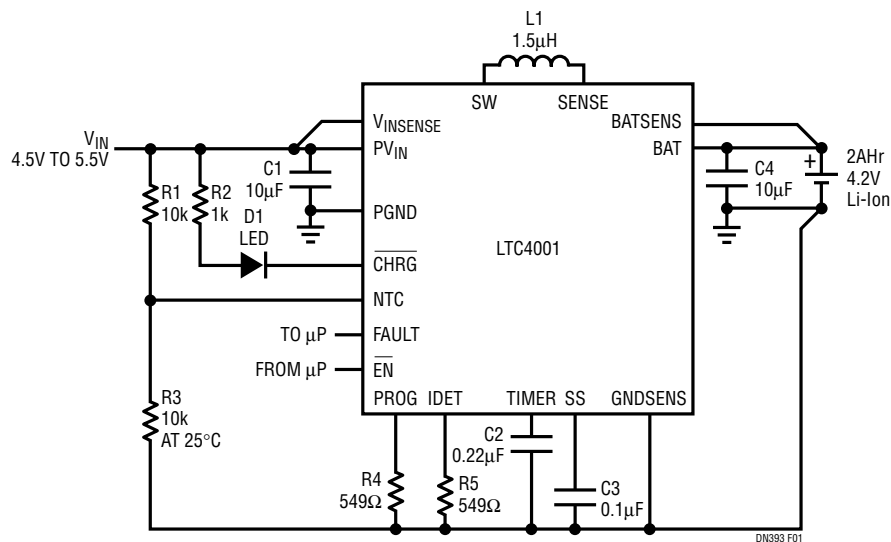 L1
1.5μH
SW
SENSE
VINSENSE
BATSENS
VIN
4.5V TO 5.5V
PVIN
BAT
C1
10μF
R1
10k
R2
1k
D1
LED
PGND
C4
10μF
+
2AHr
4.2V
Li-Ion
LTC4001
CHRG
NTC
TO μP
FAULT
FROM μP
EN
PROG
IDET
TIMER
SS
GNDSENS
R3
10k
AT 25°C
C2
0.22μF
R4
549Ω
R5
549Ω
C3
0.1μF
DN393 F01